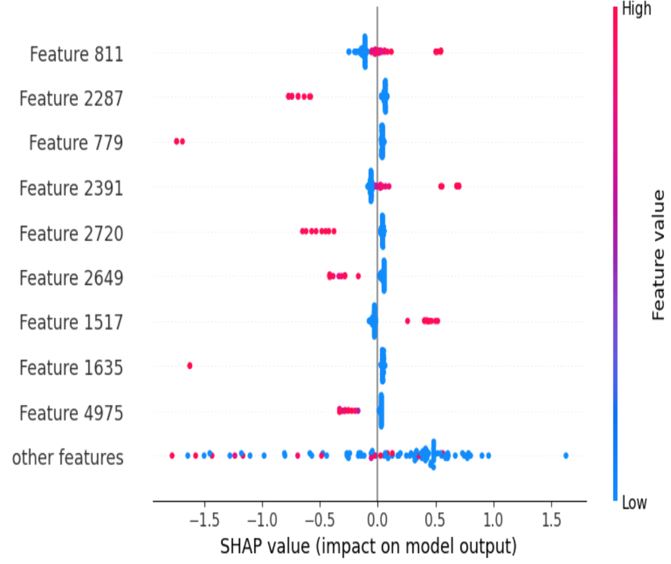 High
Feature 811
Feature 2287
Feature 779
Feature 2391
Feature 2720
Feature 2649
Feature 1517
Feature 1635
Feature 4975
other features
Feature value
Low
−1.5 −1.0 −0.5 0.0 0.5 1.0 1.5
SHAP value (impact on model output)